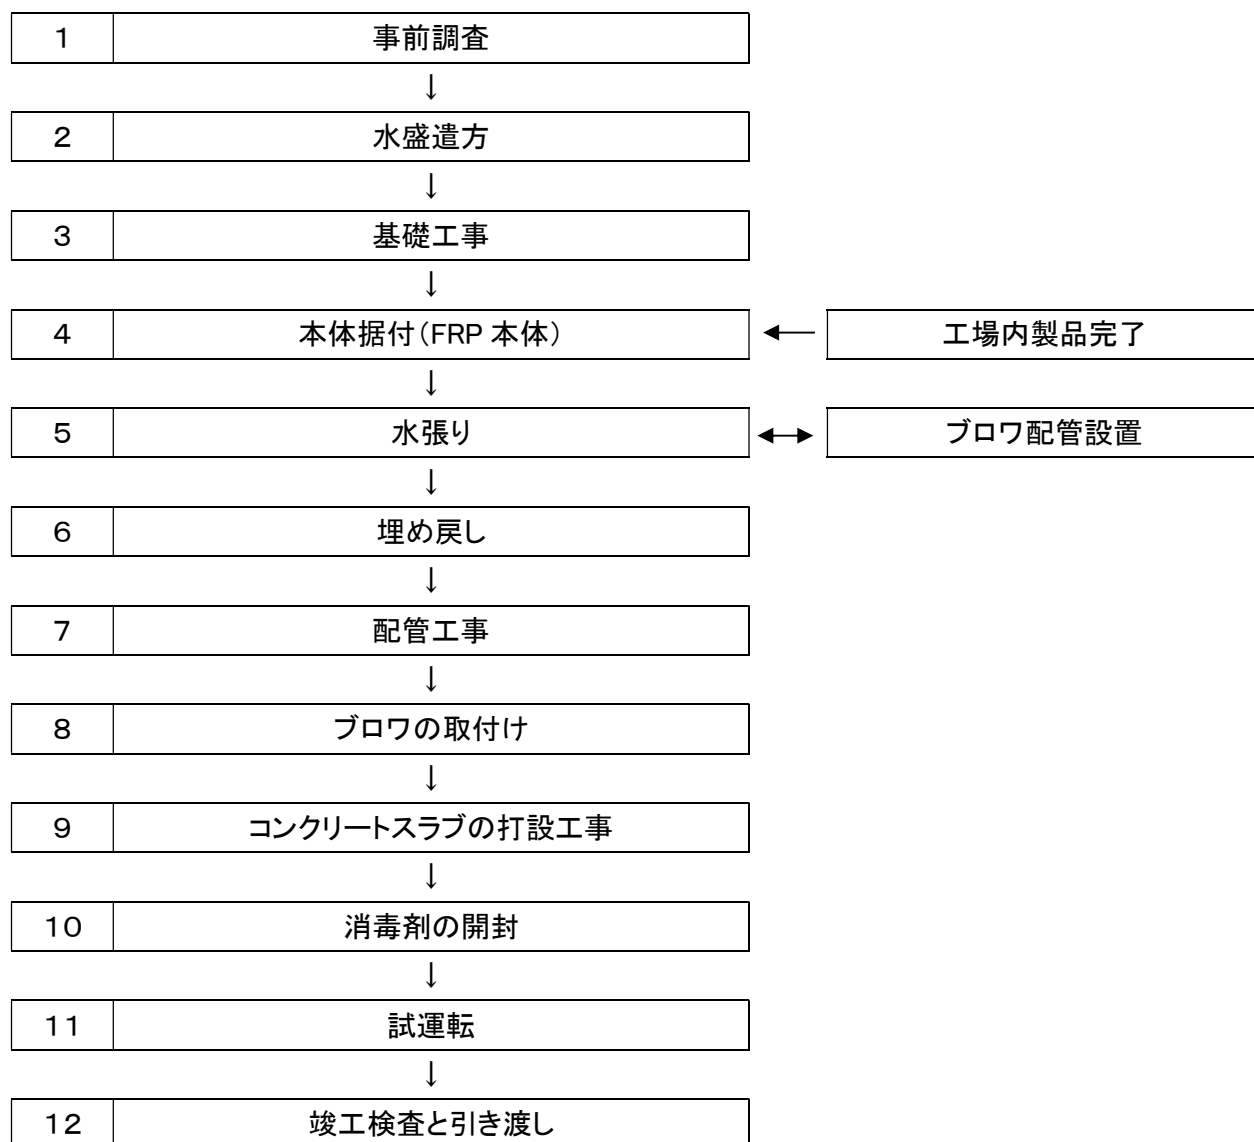 1 事前調査
↓
2 水盛遣方
↓
3 基礎工事
↓
4 本体据付(FRP 本体) ← 工場内製品完了
↓
5 水張り ↔ ブロワ配管設置
↓
6 埋め戻し
↓
7 配管工事
↓
8 ブロワの取付け
↓
9 コンクリートスラブの打設工事
↓
10 消毒剤の開封
↓
11 試運転
↓
12 竣工検査と引き渡し